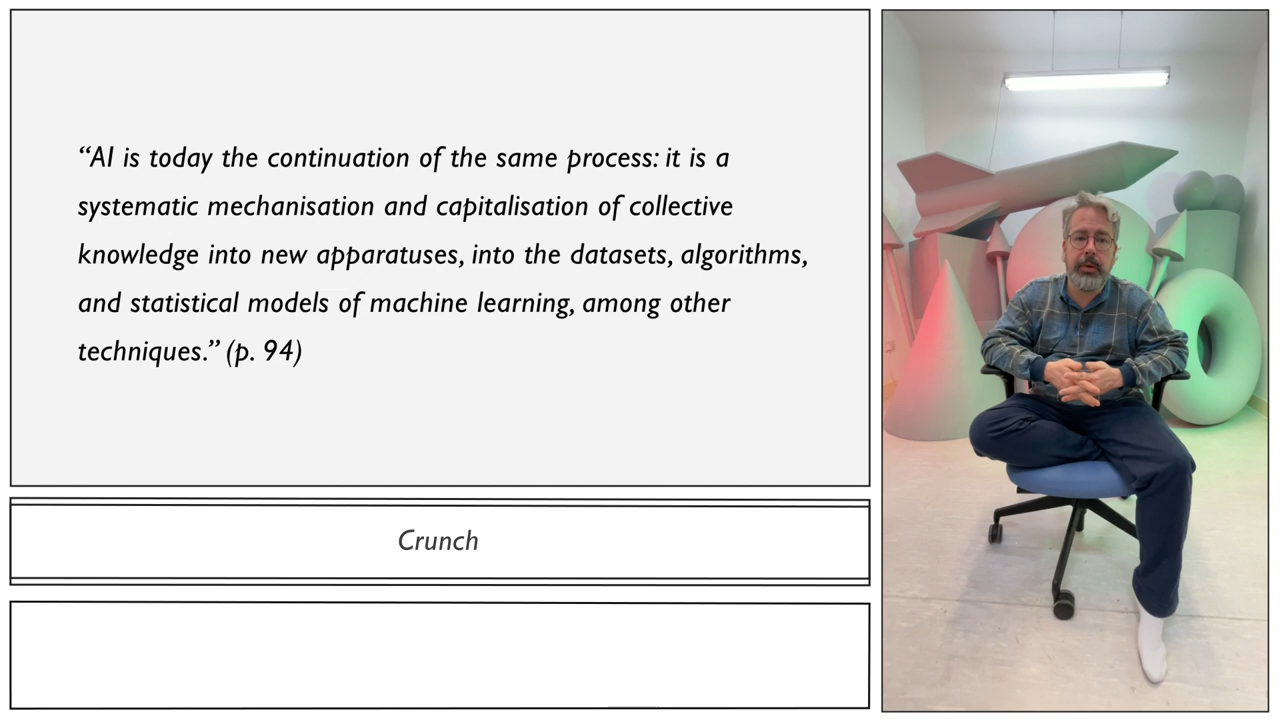 “AI is today the continuation of the same process: it is a
systematic mechanisation and capitalisation of collective
knowledge into new apparatuses, into the datasets, algorithms,
and statistical models of machine learning, among other
techniques.” (p. 94)
Crunch